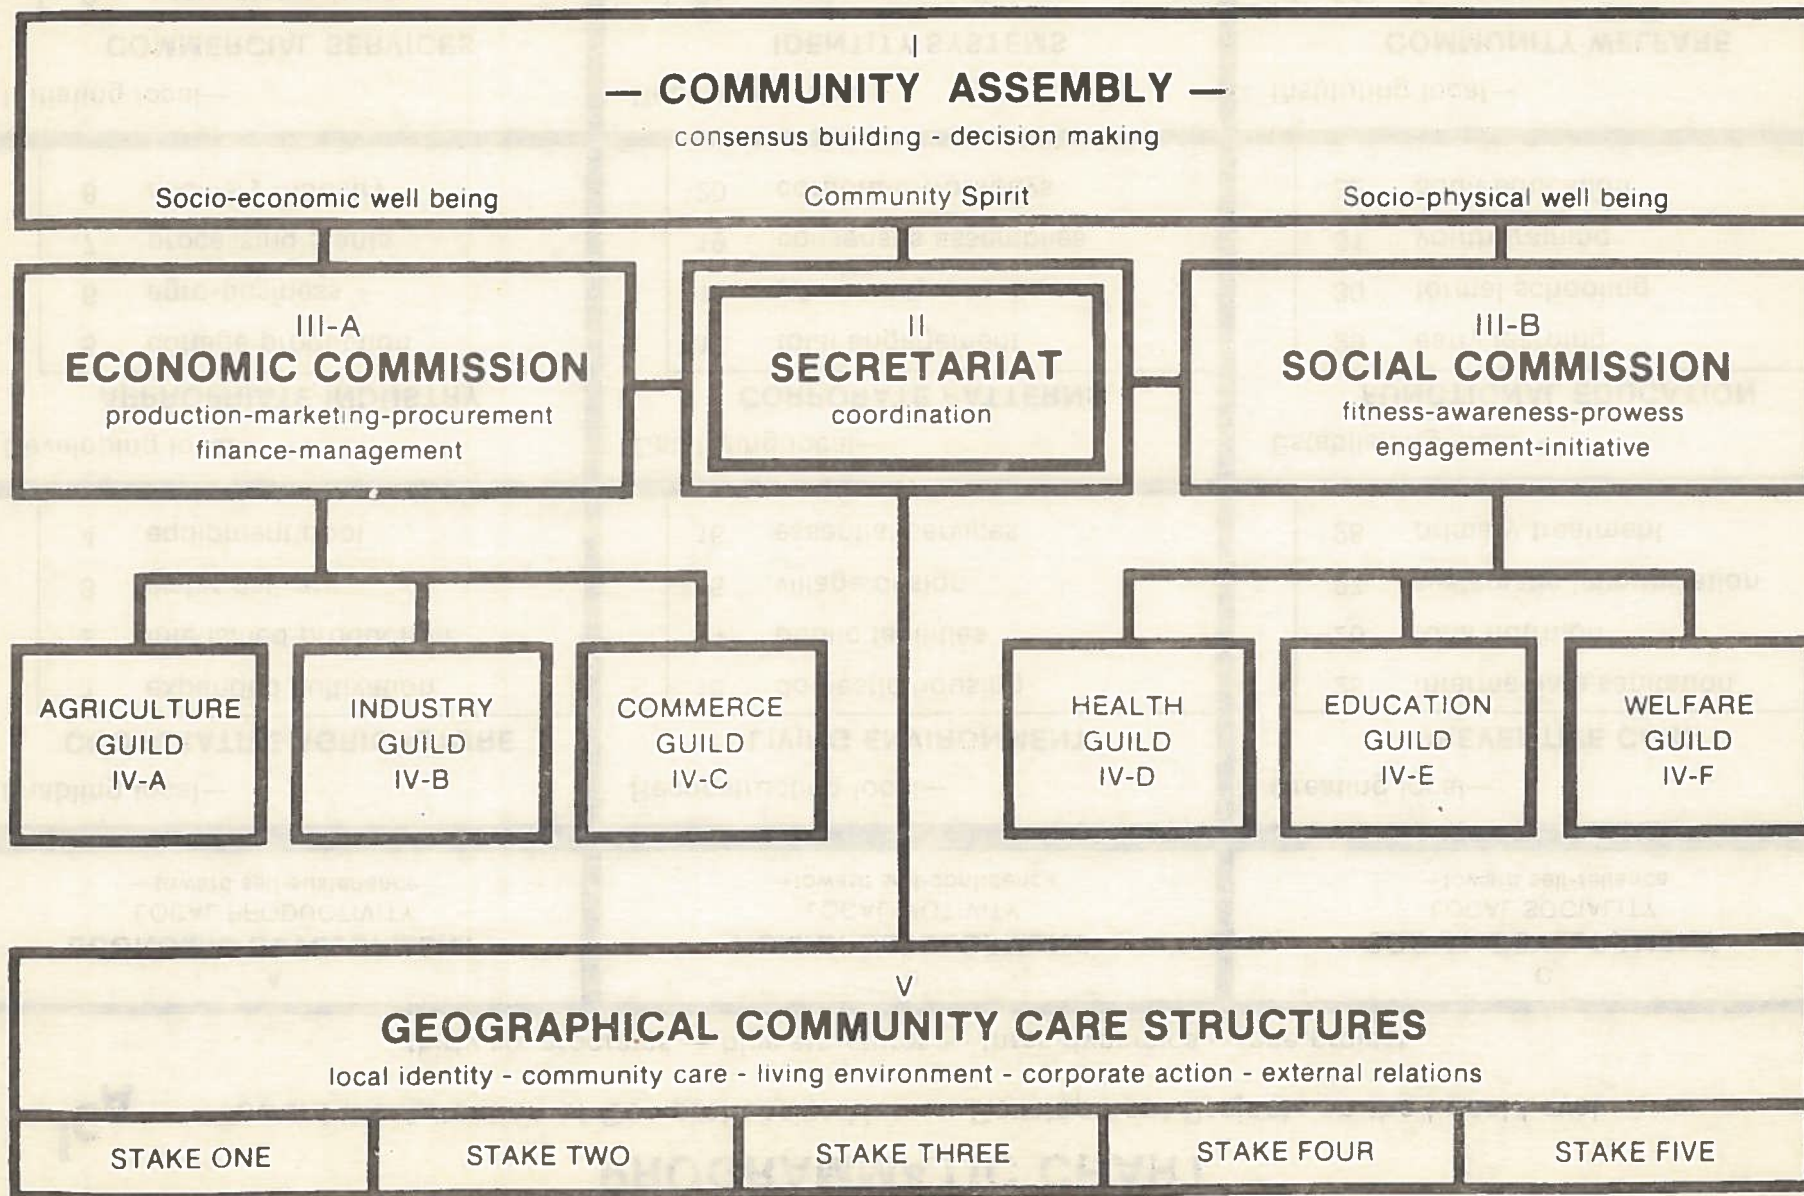 I
— COMMUNITY ASSEMBLY —
consensus building - decision making
Socio-economic well being
Community Spirit
Socio-physical well being
III-A
ECONOMIC COMMISSION
production-marketing-procurement
finance-management
II
SECRETARIAT
coordination
III-B
SOCIAL COMMISSION
fitness-awareness-prowess
engagement-initiative
AGRICULTURE
GUILD
IV-A
INDUSTRY
GUILD
IV-B
COMMERCE
GUILD
IV-C
HEALTH
GUILD
IV-D
EDUCATION
GUILD
IV-E
WELFARE
GUILD
IV-F
V
GEOGRAPHICAL COMMUNITY CARE STRUCTURES
local identity - community care - living environment - corporate action - external relations
STAKE ONE
STAKE TWO
STAKE THREE
STAKE FOUR
STAKE FIVE